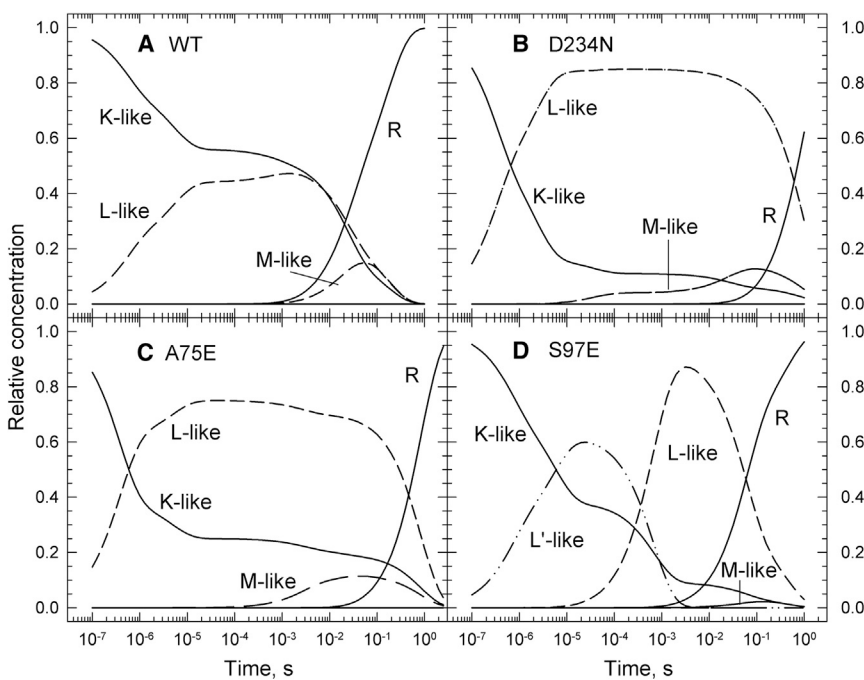 A WT
B D234N
1.0
0.8
0.6
0.4
0.2
0.0
K-like
L-like
M-like
R
L-like
K-like
M-like
R
1.0
0.8
0.6
0.4
0.2
0.0
Relative concentration
C A75E
D S97E
1.0
0.8
0.6
0.4
0.2
0.0
L-like
K-like
M-like
R
K-like
L'-like
L-like
M-like
R
1.0
0.8
0.6
0.4
0.2
0.0
10⁻⁷ 10⁻⁶ 10⁻⁵ 10⁻⁴ 10⁻³ 10⁻² 10⁻¹ 10⁰
10⁻⁷ 10⁻⁶ 10⁻⁵ 10⁻⁴ 10⁻³ 10⁻² 10⁻¹ 10⁰
Time, s
Time, s